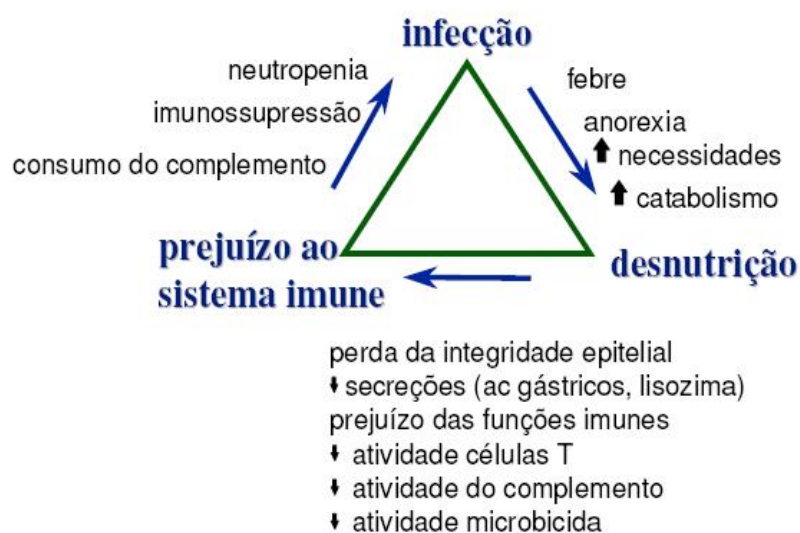 infecção
neutropenia
imunossupressão
consumo do complemento
febre
anorexia
⬆ necessidades
⬆ catabolismo
prejuízo ao
sistema imune
desnutrição
perda da integridade epitelial
⬇ secreções (ac gástricos, lisozima)
prejuízo das funções imunes
⬇ atividade células T
⬇ atividade do complemento
⬇ atividade microbicida